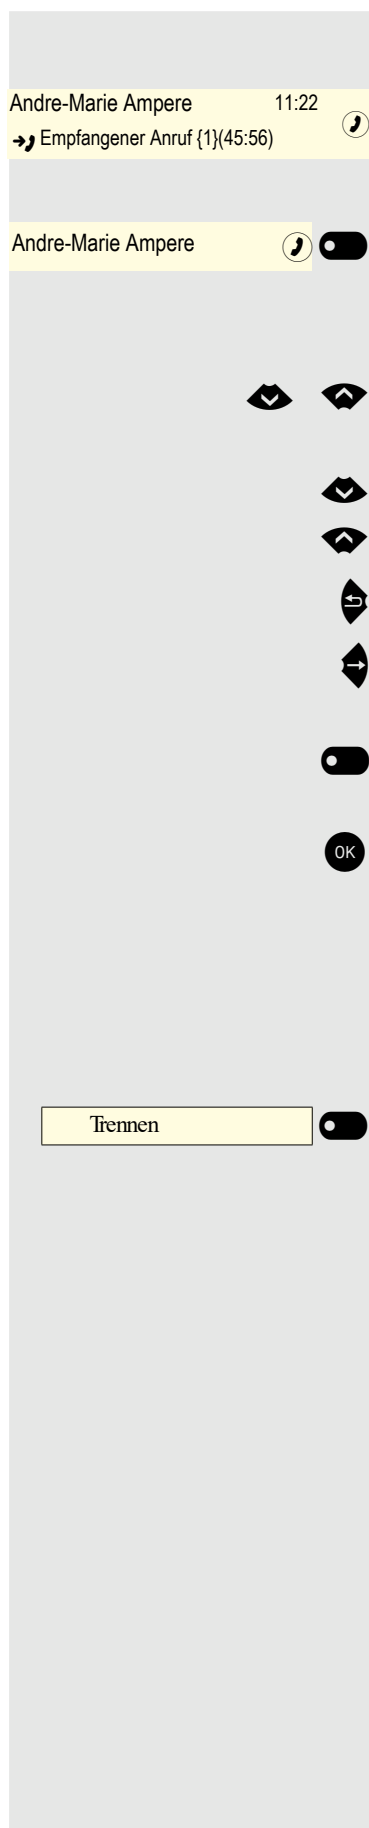 Andre-Marie Ampere 11:22
Empfangener Anruf {1}(45:56)
Andre-Marie Ampere
OK
Trennen